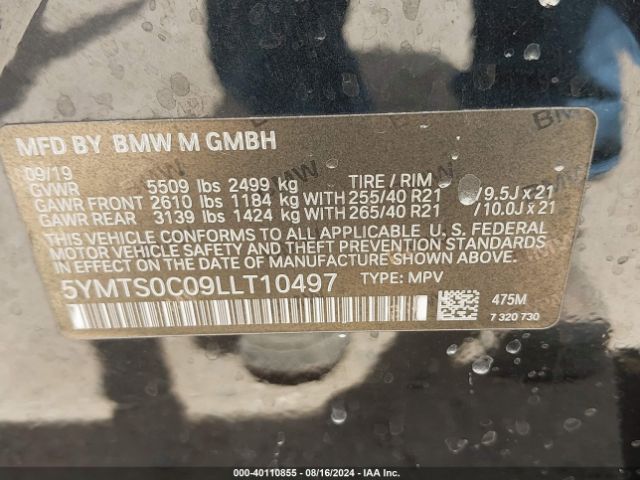 MFD BY BMW M GMBH
09/19
GVWR 5509 lbs 2499 kg TIRE / RIM
GAWR FRONT 2610 lbs 1184 kg WITH 255/40 R21 /9.5J x 21
GAWR REAR 3139 lbs 1424 kg WITH 265/40 R21 /10.0J x 21
THIS VEHICLE CONFORMS TO ALL APPLICABLE U. S. FEDERAL
MOTOR VEHICLE SAFETY AND THEFT PREVENTION STANDARDS
IN EFFECT ON THE DATE OF MANUFACTURE SHOWN ABOVE.
5YMTS0C09LLT10497 TYPE: MPV
475M
7 320 730
000-40110855 / 08/16/2024 / Copyright IAA, LLC